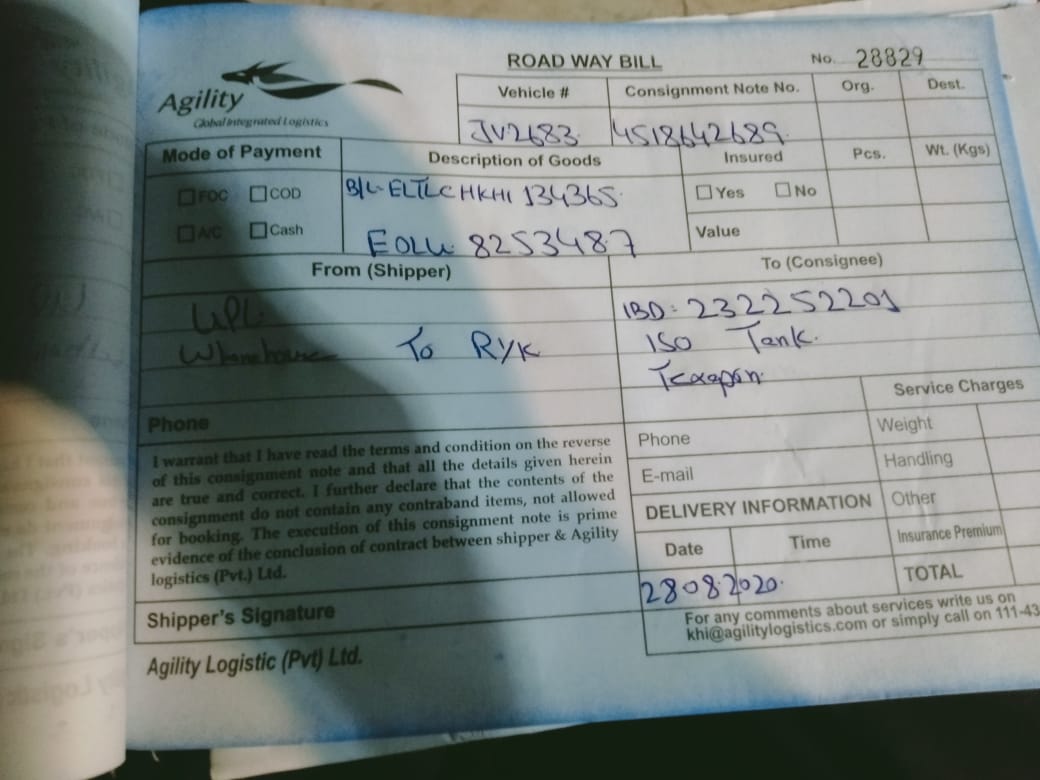 ROAD WAY BILL
No. 28829
Agility
Global Integrated Logistics
Vehicle #
Consignment Note No.
Org.
Dest.
JV2683
4518642689
Mode of Payment
Description of Goods
Insured
Pcs.
Wt. (Kgs)
FOC
COD
B/L ELTLCHKHI 134365
Yes
No
A/C
Cash
EOLU 8253487
Value
From (Shipper)
To (Consignee)
UPL
IBD: 232252201
Warehouse To RYK
ISO Tank.
Texapon
Service Charges
Phone
Phone
Weight
E-mail
Handling
I warrant that I have read the terms and condition on the reverse
of this consignment note and that all the details given herein
are true and correct. I further declare that the contents of the
consignment do not contain any contraband items, not allowed
for booking. The execution of this consignment note is prime
evidence of the conclusion of contract between shipper & Agility
logistics (Pvt.) Ltd.
DELIVERY INFORMATION
Other
Date
Time
Insurance Premium
28.08.2020.
TOTAL
Shipper's Signature
For any comments about services write us on
khi@agilitylogistics.com or simply call on 111-43
Agility Logistic (Pvt) Ltd.